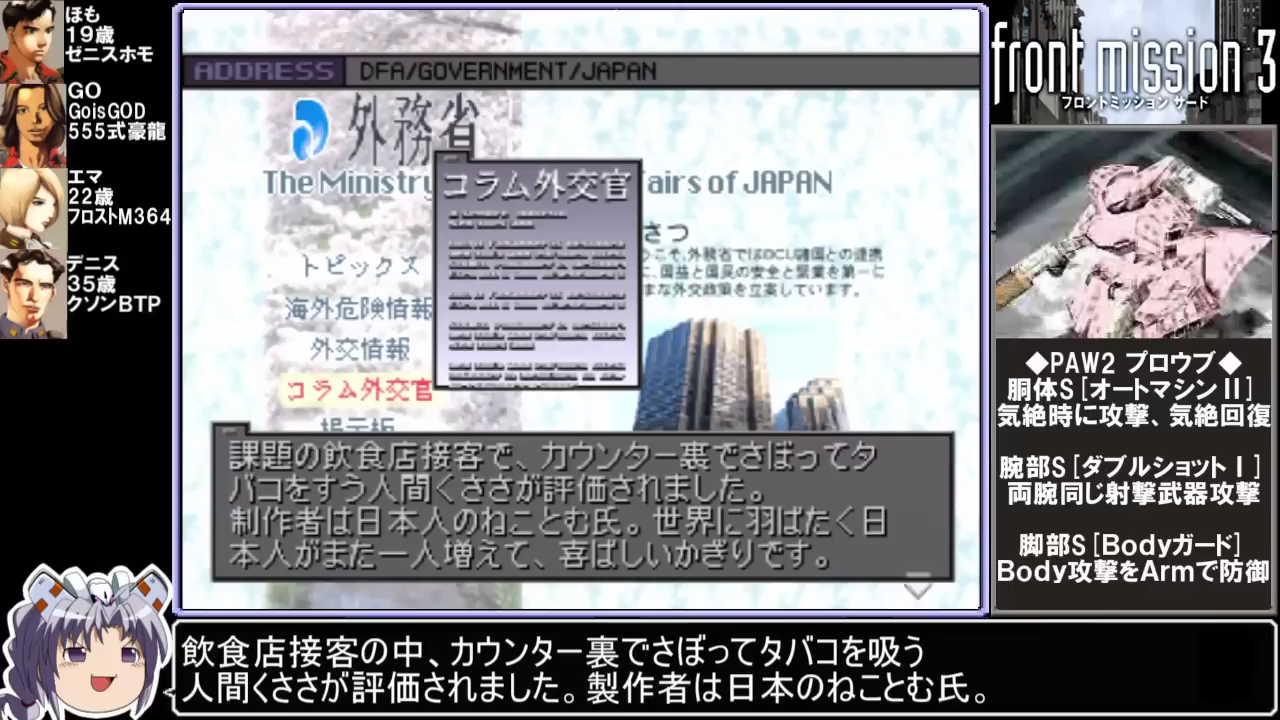 ほも
19歳
ゼニスホモ
GO
GoisGOD
555式豪龍
エマ
22歳
フロストM364
デニス
35歳
クソンBTP
ADDRESS DFA/GOVERNMENT/JAPAN
外務省
The Ministry airs of JAPAN
コラム外交官
さつ
こそ、外務省ではOCU諸国との連携
に、国益と国民の安全と繁栄を第一に
まな外交政策を立案しています。
トピックス
海外危険情報
外交情報
コラム外交官
掲示板
課題の飲食店接客で、カウンター裏でさぼってタ
バコをすう人間くささが評価されました。
制作者は日本人のねことむ氏。世界に羽ばたく日
本人がまた一人増えて、喜ばしいかぎりです。
front mission 3
フロントミッション サード
◆PAW2 プロウブ◆
胴体S[オートマシンⅡ]
気絶時に攻撃、気絶回復
腕部S[ダブルショットⅠ]
両腕同じ射撃武器攻撃
脚部S[Bodyガード]
Body攻撃をArmで防御
飲食店接客の中、カウンター裏でさぼってタバコを吸う
人間くささが評価されました。製作者は日本のねことむ氏。